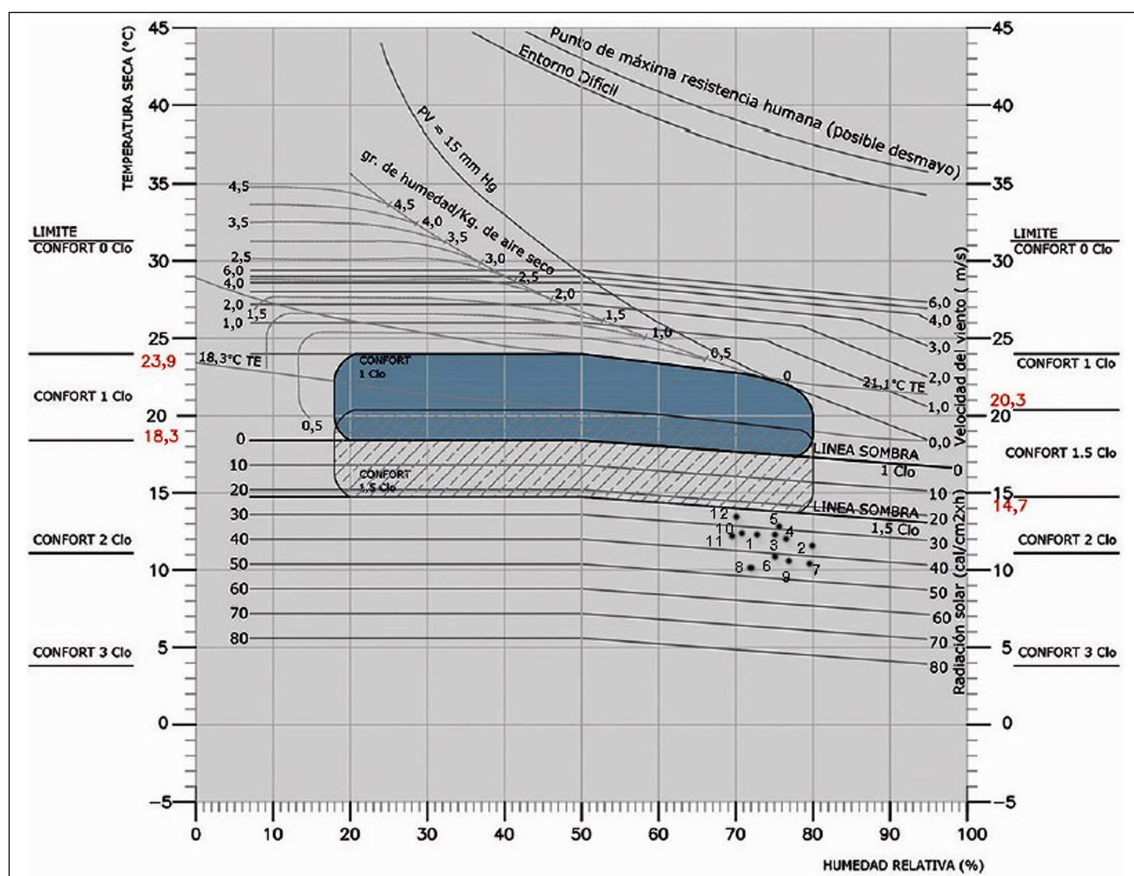 TEMPERATURA SECA (°C)
45
40
35
30
25
20
15
10
5
0
−5
LIMITE
CONFORT 0 Clo
23,9
CONFORT 1 Clo
18,3
CONFORT 2 Clo
CONFORT 3 Clo
Punto de máxima resistencia humana (posible desmayo)
Entorno Difícil
PV = 15 mm Hg
gr. de humedad/Kg. de aire seco
4,5
3,5
2,5
6,0
4,0
2,0
1,5
1,0
18,3°C TE
0,5
4,5
4,0
3,5
3,0
2,5
2,0
1,5
1,0
0,5
0
21,1°C TE
CONFORT
1 Clo
CONFORT
1,5 Clo
0
10
20
30
40
50
60
70
80
LINEA SOMBRA
1 Clo
LINEA SOMBRA
1,5 Clo
12
5
10
4
11
1
3
2
8
6
9
7
6,0
4,0
3,0
2,0
1,0
0,0
0
10
20
30
40
50
60
70
80
Velocidad del viento ( m/s)
Radiación solar (cal/cm2xh)
45
40
35
30
25
20
15
10
5
0
−5
LIMITE
CONFORT 0 Clo
CONFORT 1 Clo
20,3
CONFORT 1.5 Clo
14,7
CONFORT 2 Clo
CONFORT 3 Clo
0 10 20 30 40 50 60 70 80 90 100
HUMEDAD RELATIVA (%)